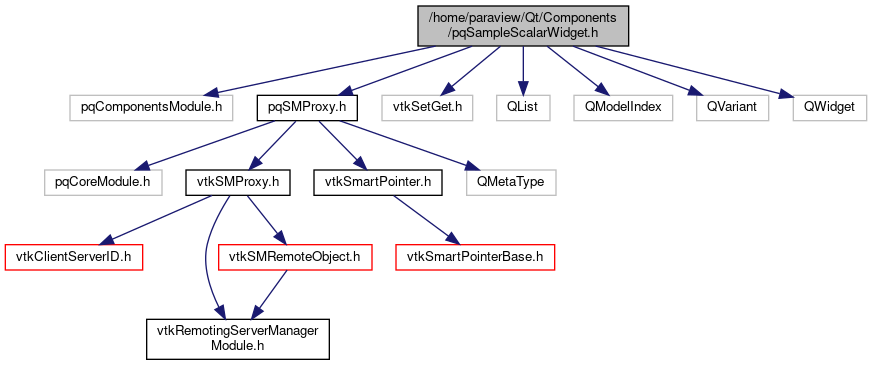 /home/paraview/Qt/Components
/pqSampleScalarWidget.h
pqComponentsModule.h
pqSMProxy.h
vtkSetGet.h
QList
QModelIndex
QVariant
QWidget
pqCoreModule.h
vtkSMProxy.h
vtkSmartPointer.h
QMetaType
vtkClientServerID.h
vtkSMRemoteObject.h
vtkSmartPointerBase.h
vtkRemotingServerManager
Module.h